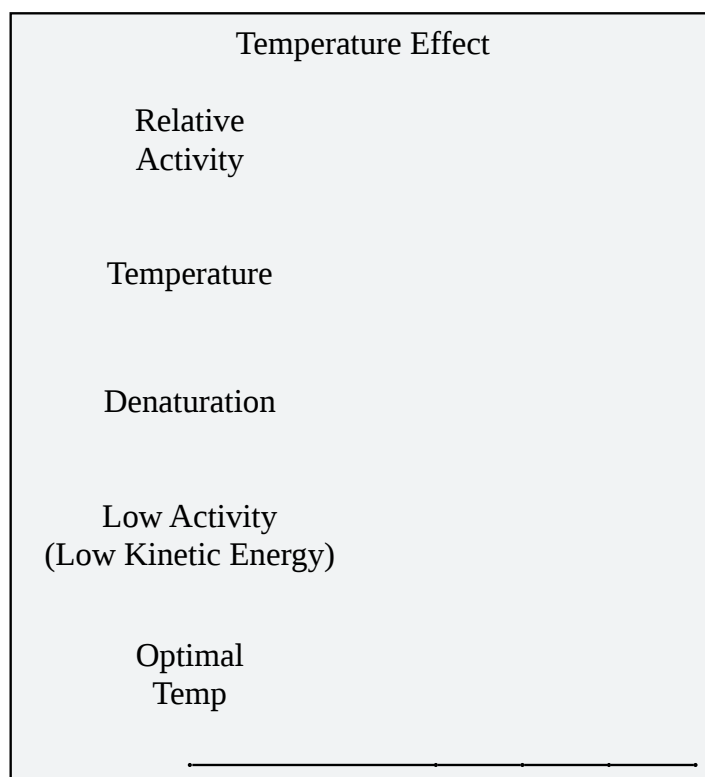 Temperature Effect
Relative
Activity
Temperature
Denaturation
Low Activity
(Low Kinetic Energy)
Optimal
Temp